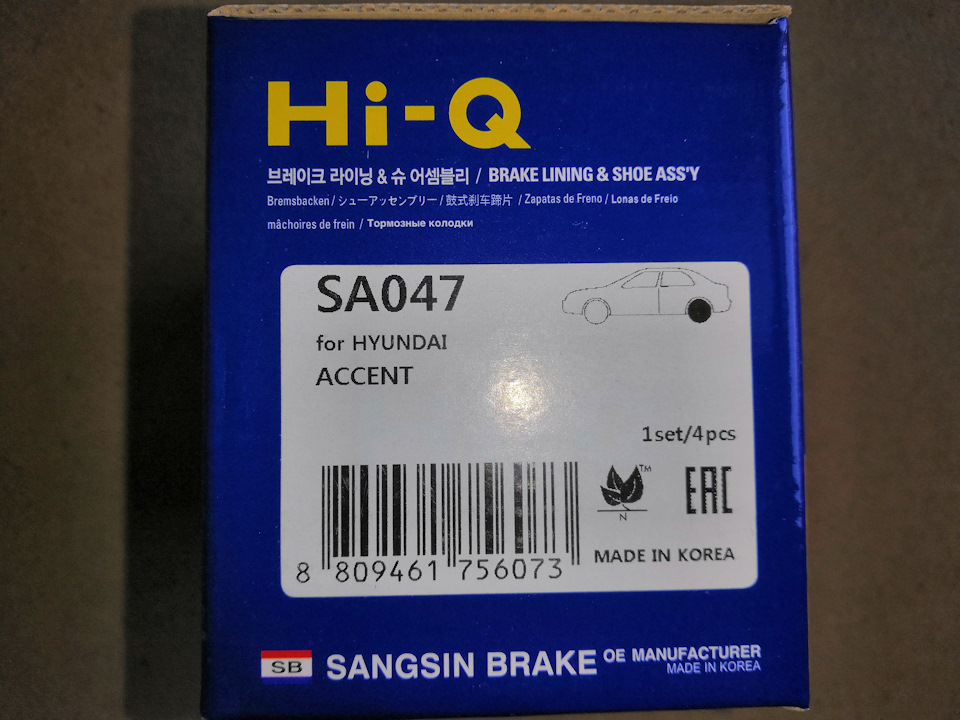 Hi-Q
브레이크 라이닝 & 슈 어셈블리 / BRAKE LINING & SHOE ASS'Y
Bremsbacken / シューアッセンブリー / 鼓式刹车蹄片 / Zapatas de Freno / Lonas de Freio
mâchoires de frein / Тормозные колодки
SA047
for HYUNDAI
ACCENT
1set/4pcs
TM
N
EAC
MADE IN KOREA
8 809461 756073
SB SANGSIN BRAKE OE MANUFACTURER
MADE IN KOREA